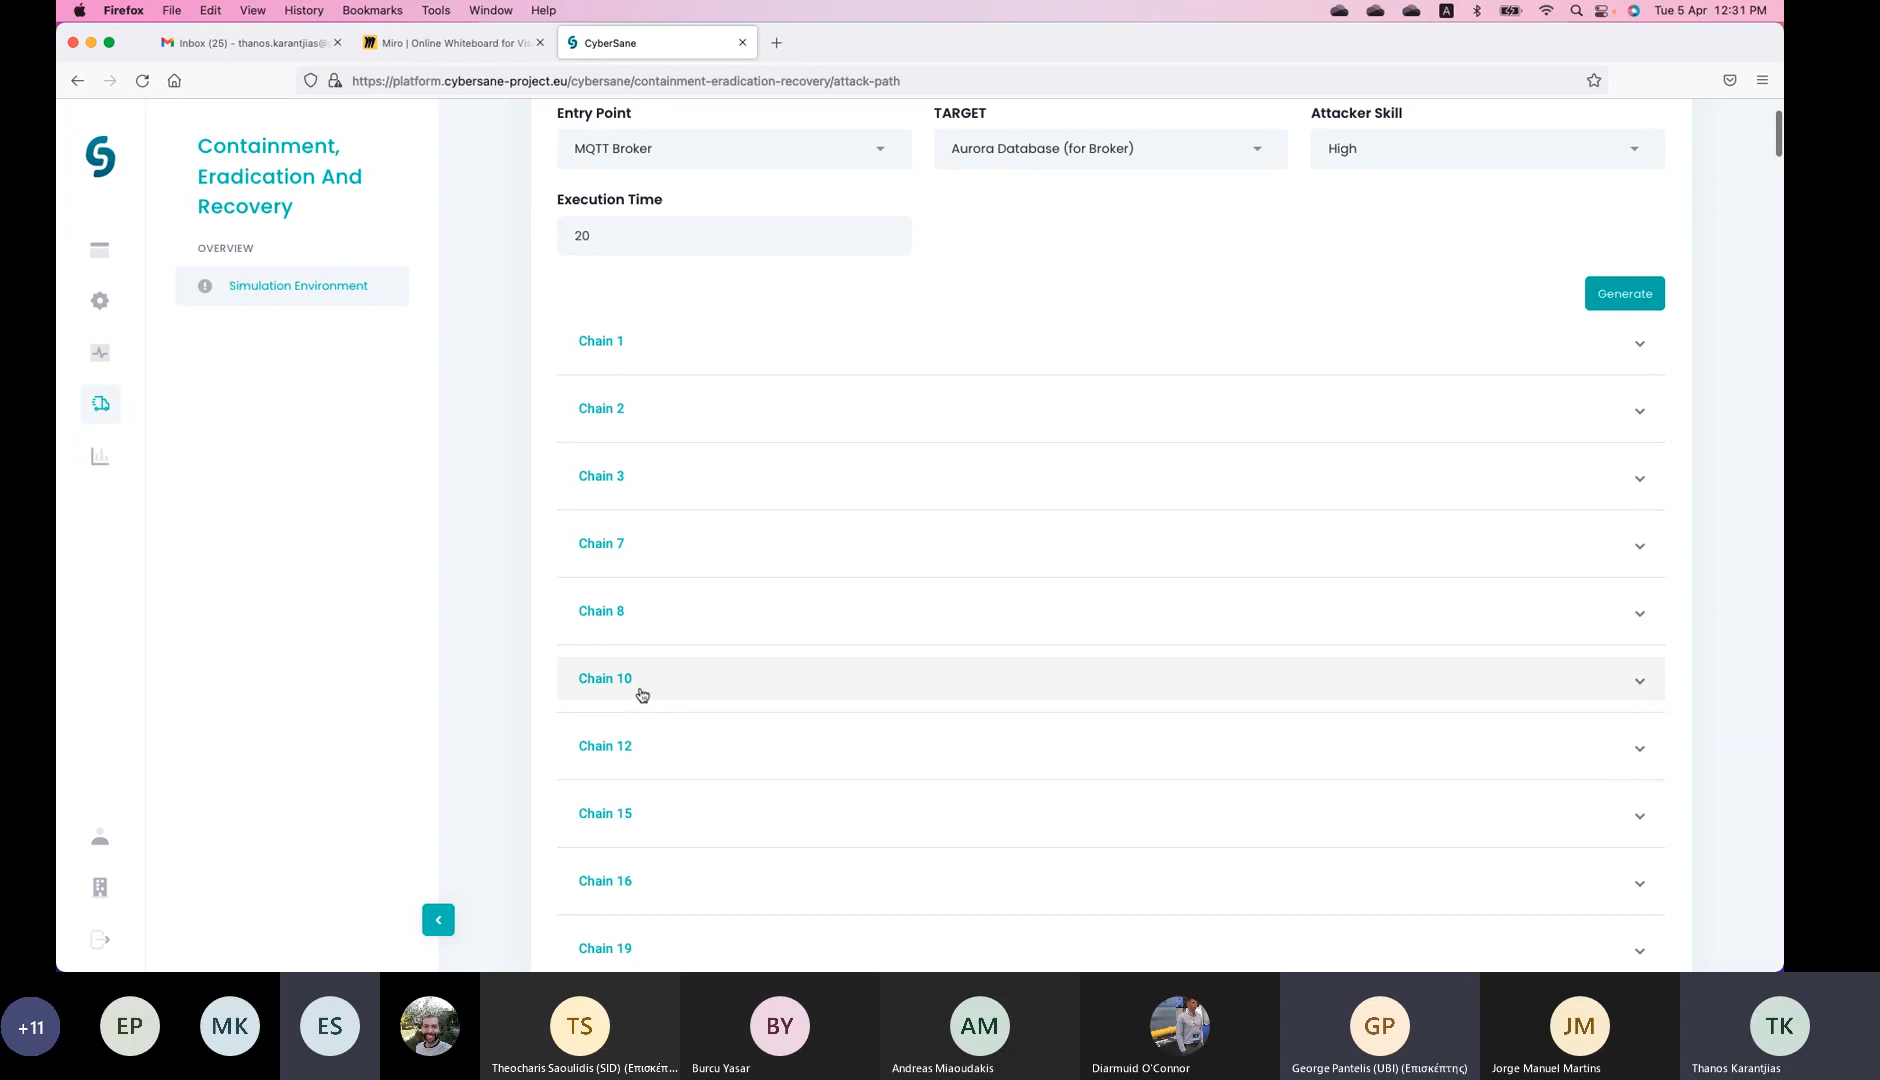 Firefox File Edit View History Bookmarks Tools Window Help
A
Tue 5 Apr 12:31 PM
Inbox (25) - thanos.karantjias@
Miro | Online Whiteboard for Vis
CyberSane
https://platform.cybersane-project.eu/cybersane/containment-eradication-recovery/attack-path
Containment,
Eradication And
Recovery
OVERVIEW
Simulation Environment
Entry Point
TARGET
Attacker Skill
MQTT Broker
Aurora Database (for Broker)
High
Execution Time
20
Generate
Chain 1
Chain 2
Chain 3
Chain 7
Chain 8
Chain 10
Chain 12
Chain 15
Chain 16
Chain 19
+11
EP
MK
ES
TS
BY
AM
GP
JM
TK
Theocharis Saoulidis (SID) (Επισκέπ...
Burcu Yasar
Andreas Miaoudakis
Diarmuid O'Connor
George Pantelis (UBI) (Επισκέπτης)
Jorge Manuel Martins
Thanos Karantjias